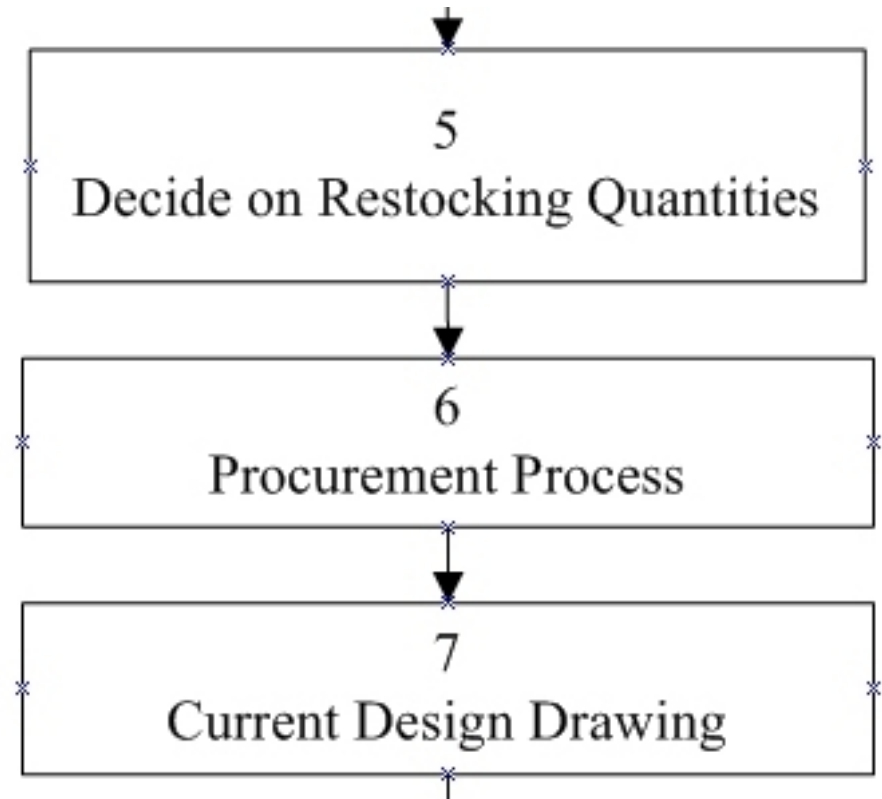 5
Decide on Restocking Quantities
6
Procurement Process
7
Current Design Drawing